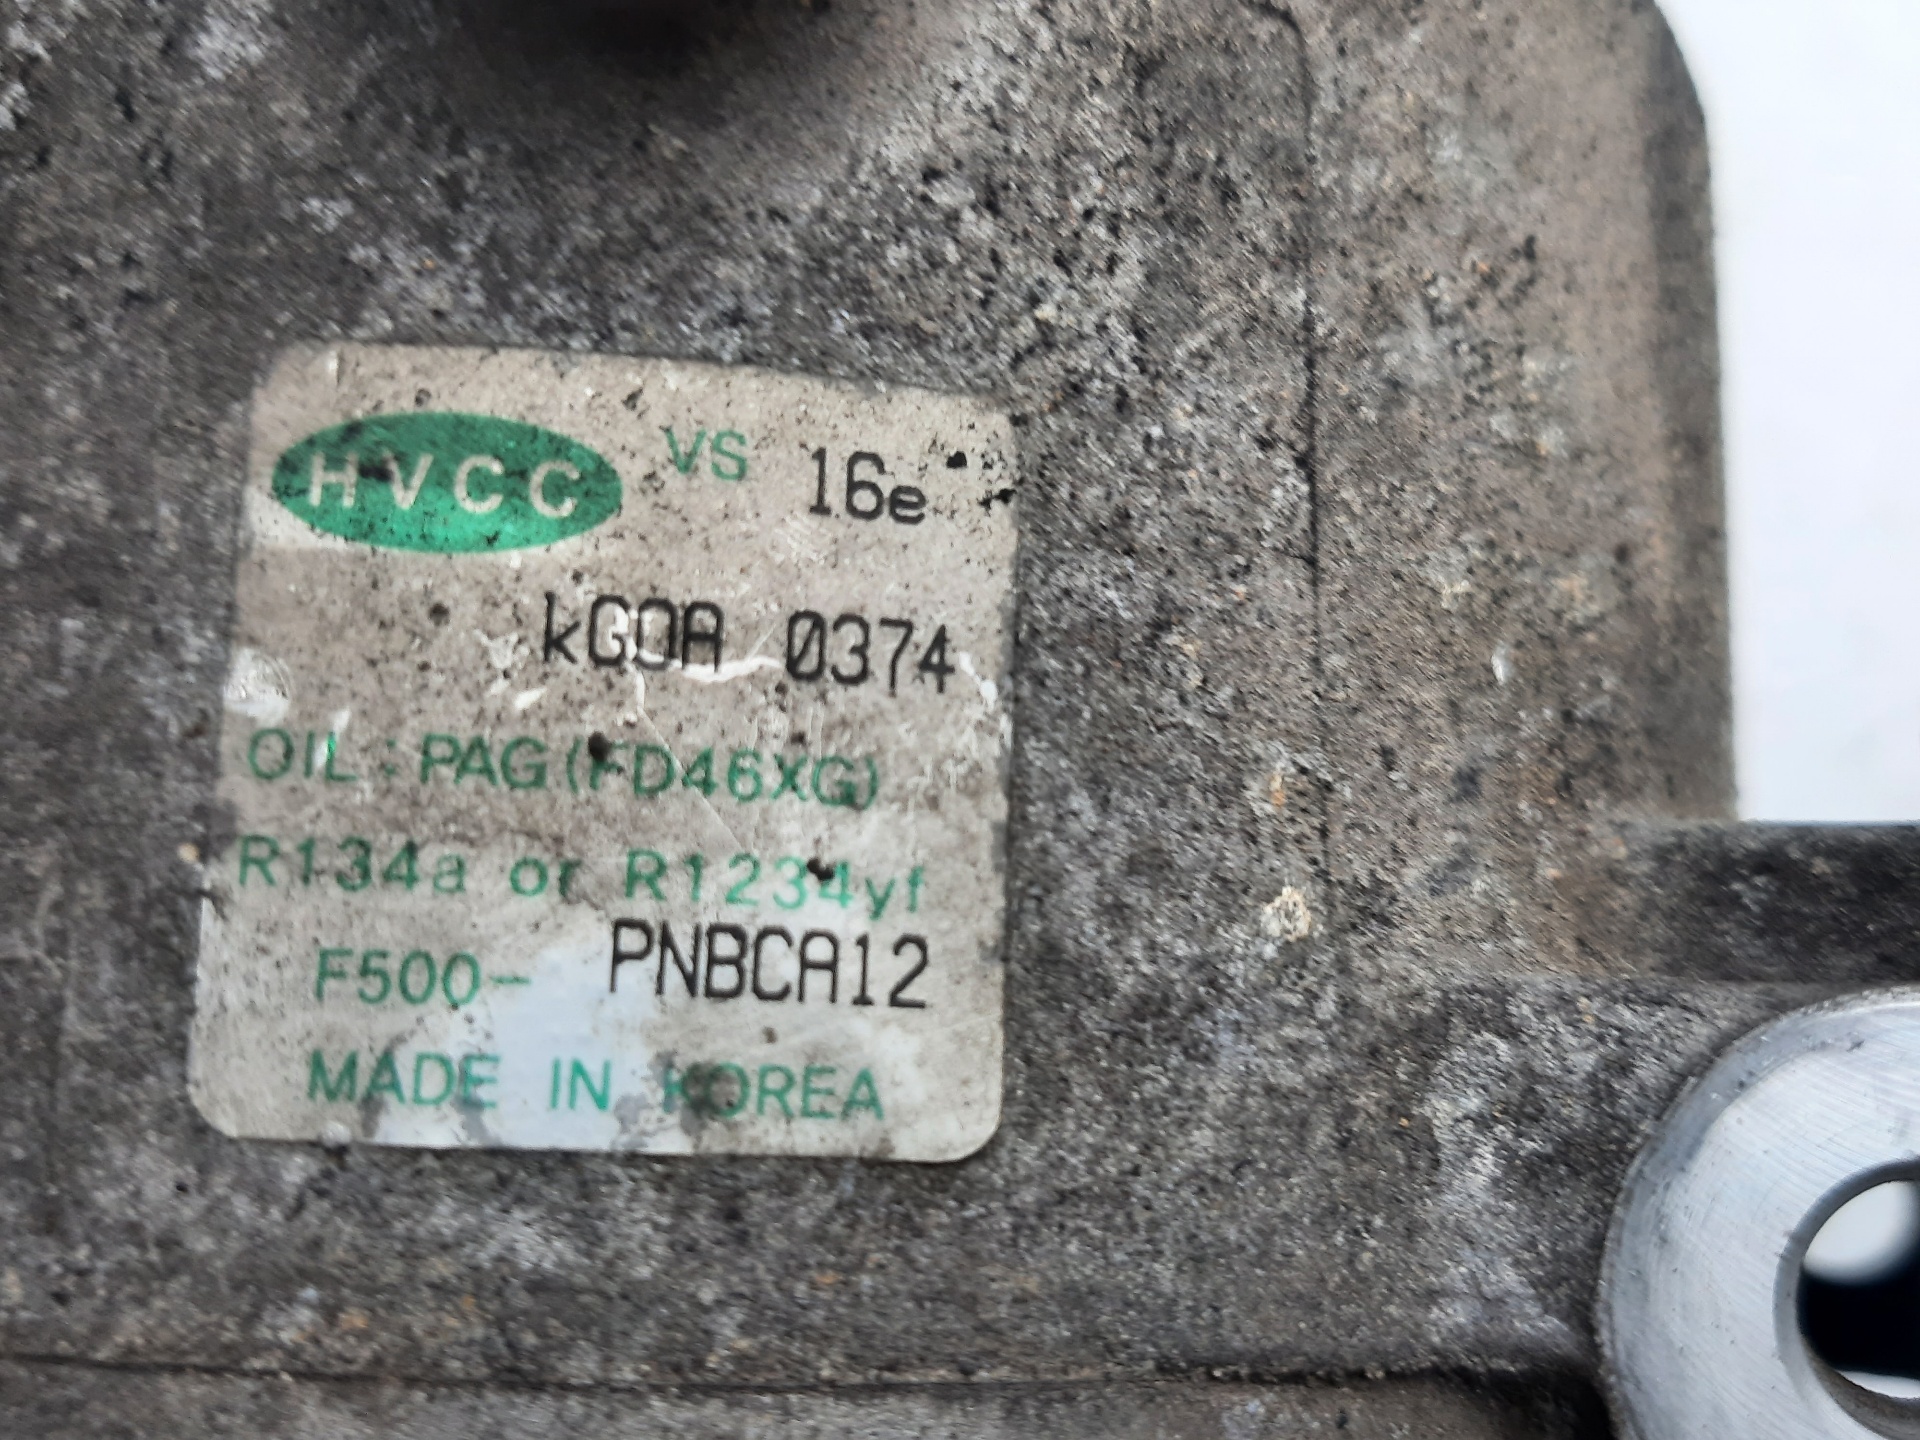 HVCC VS 16e
kG0A 0374
OIL : PAG (FD46XG)
R134a or R1234yf
F500- PNBCA12
MADE IN KOREA